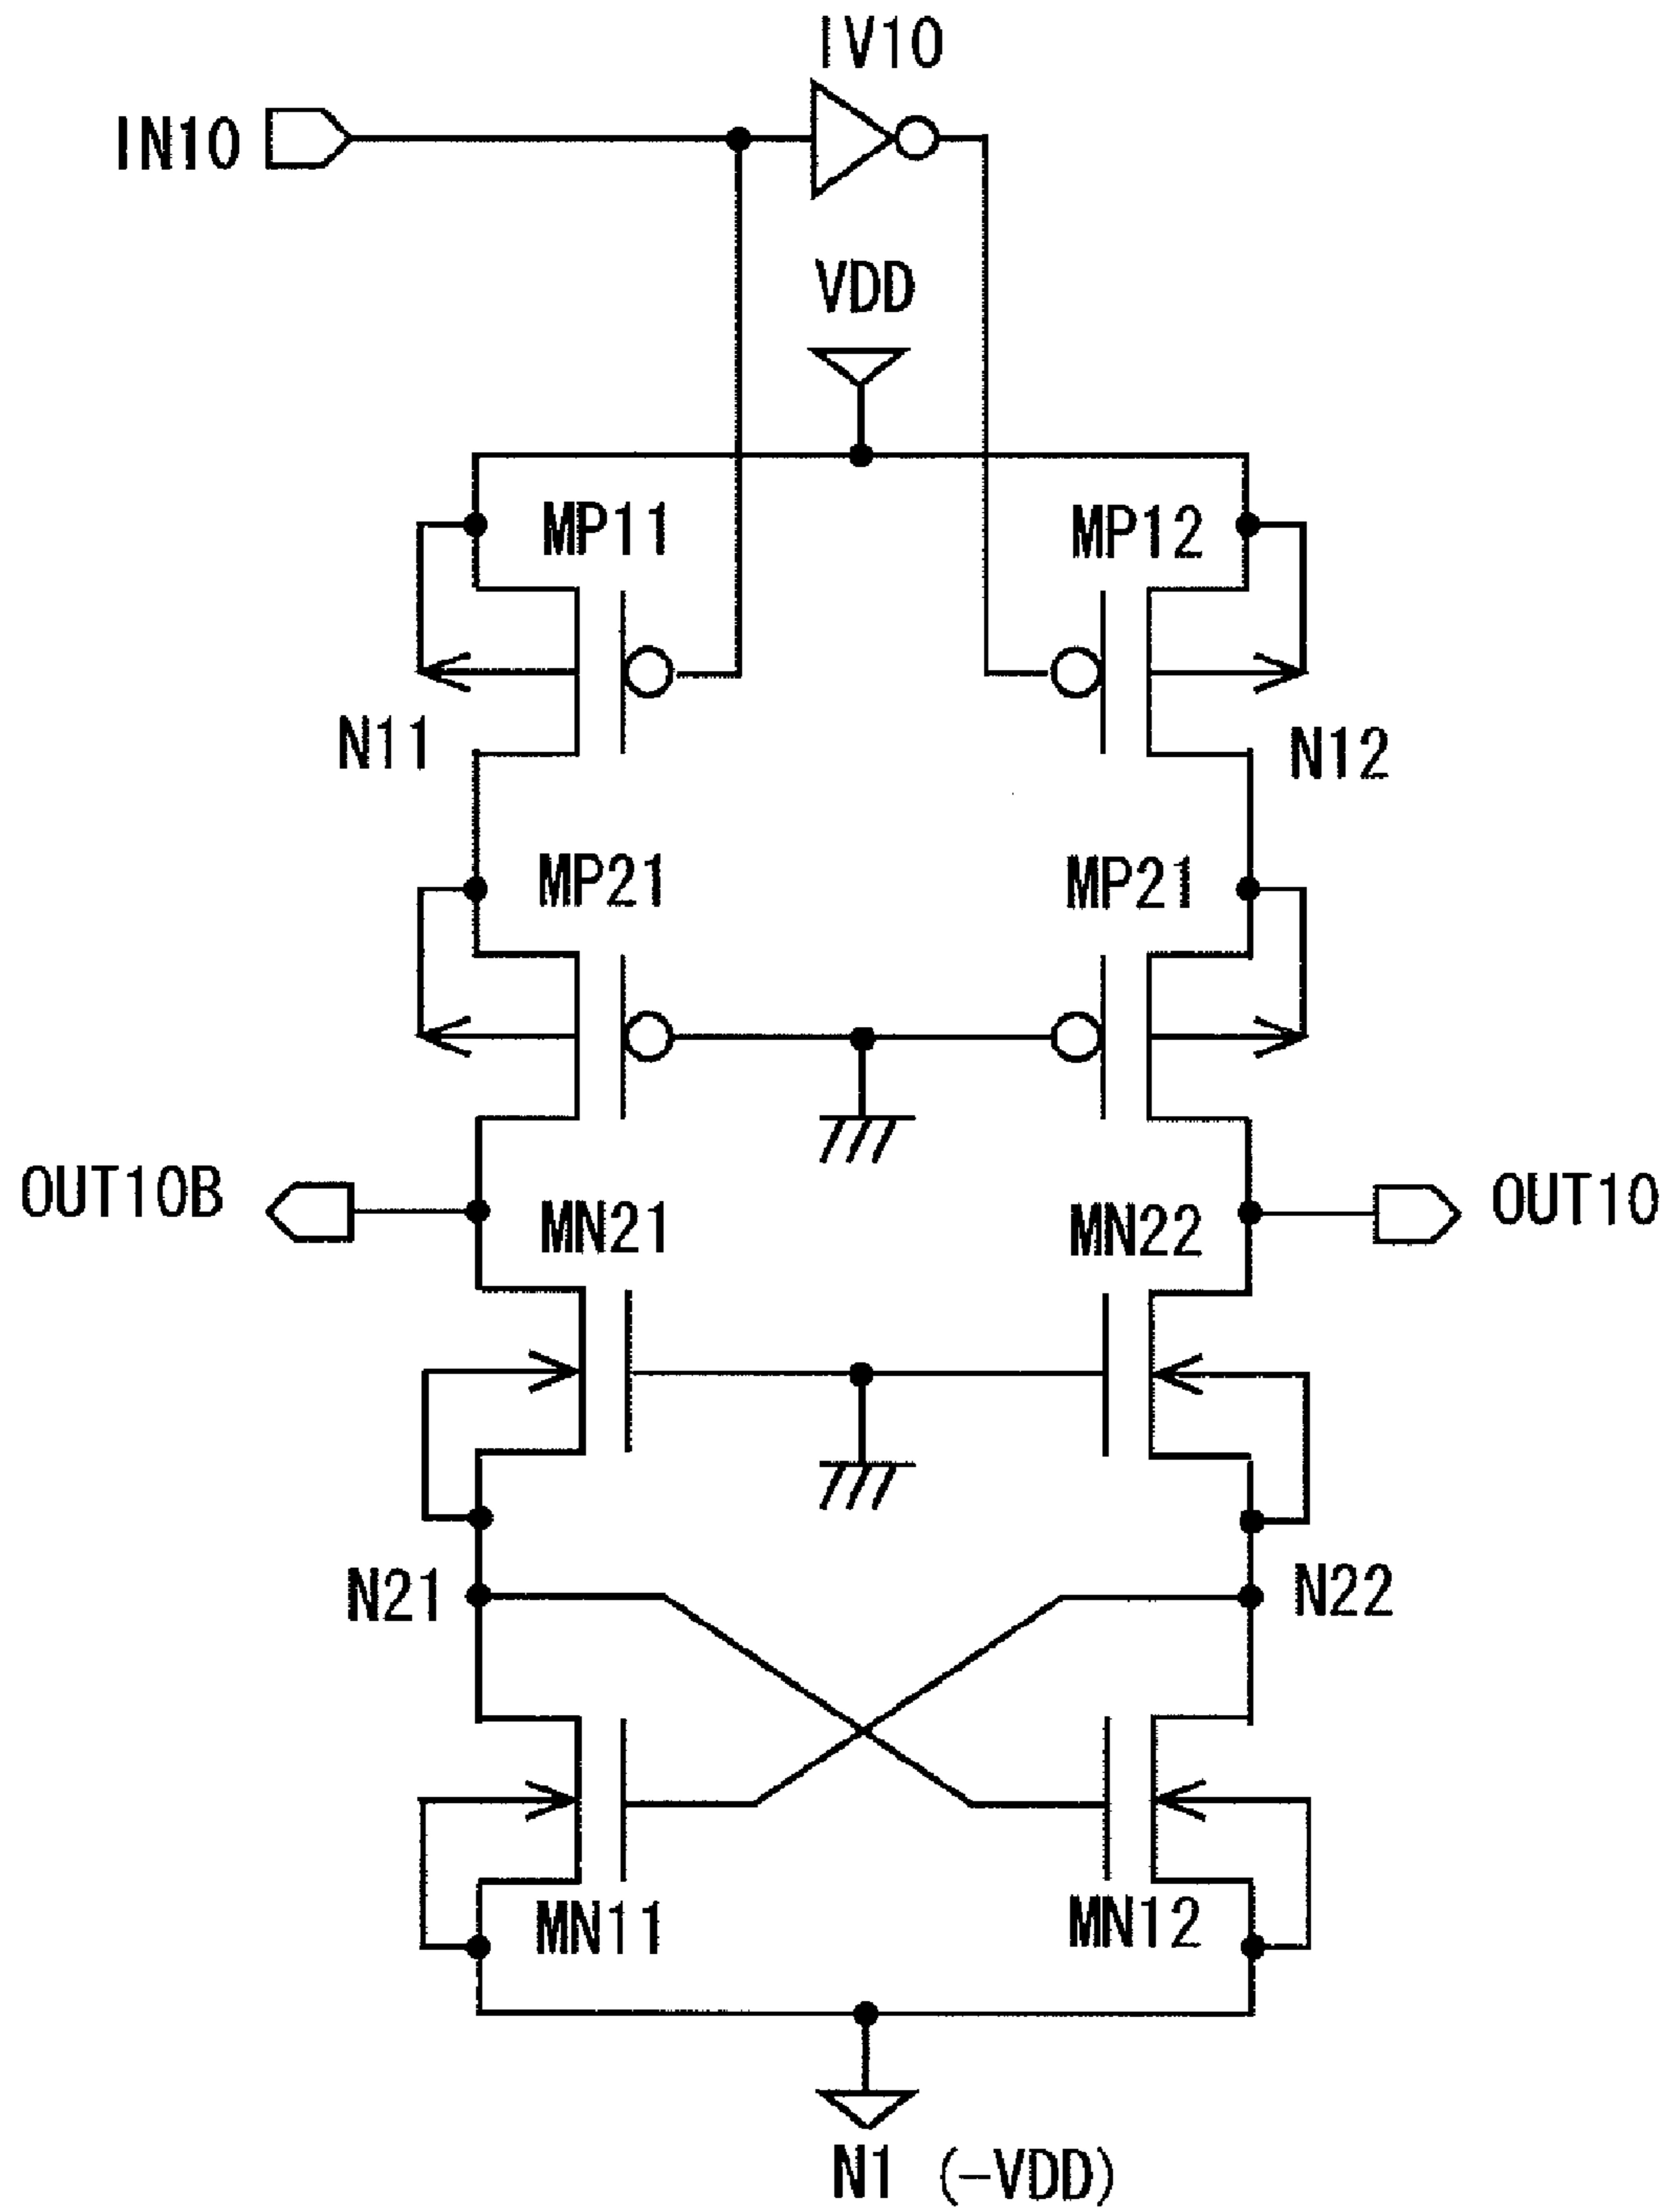 IV10
IN10
VDD
MP11
MP12
N11
N12
MP21
MP21
OUT10B
OUT10
MN21
MN22
N21
N22
MN11
MN12
N1 (-VDD)